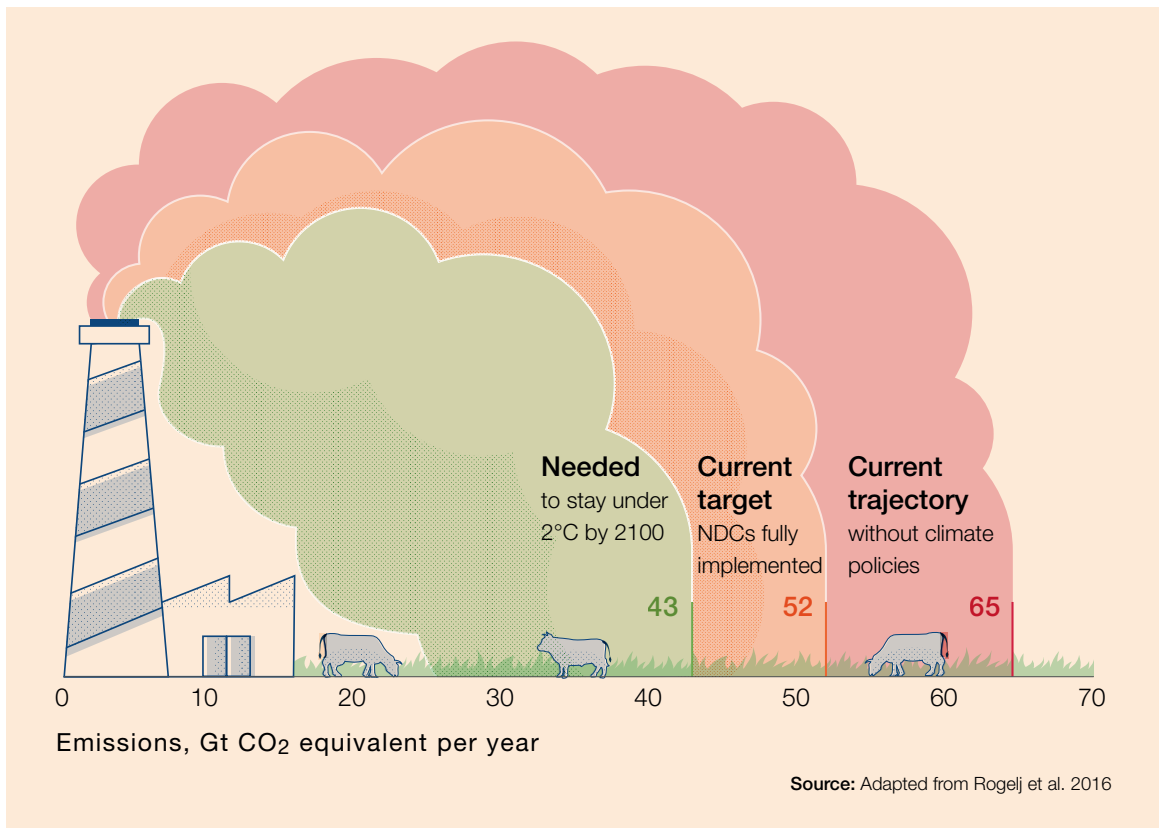 Needed
to stay under
2°C by 2100
43
Current
target
NDCs fully
implemented
52
Current
trajectory
without climate
policies
65
0 10 20 30 40 50 60 70
Emissions, Gt CO₂ equivalent per year
Source: Adapted from Rogelj et al. 2016